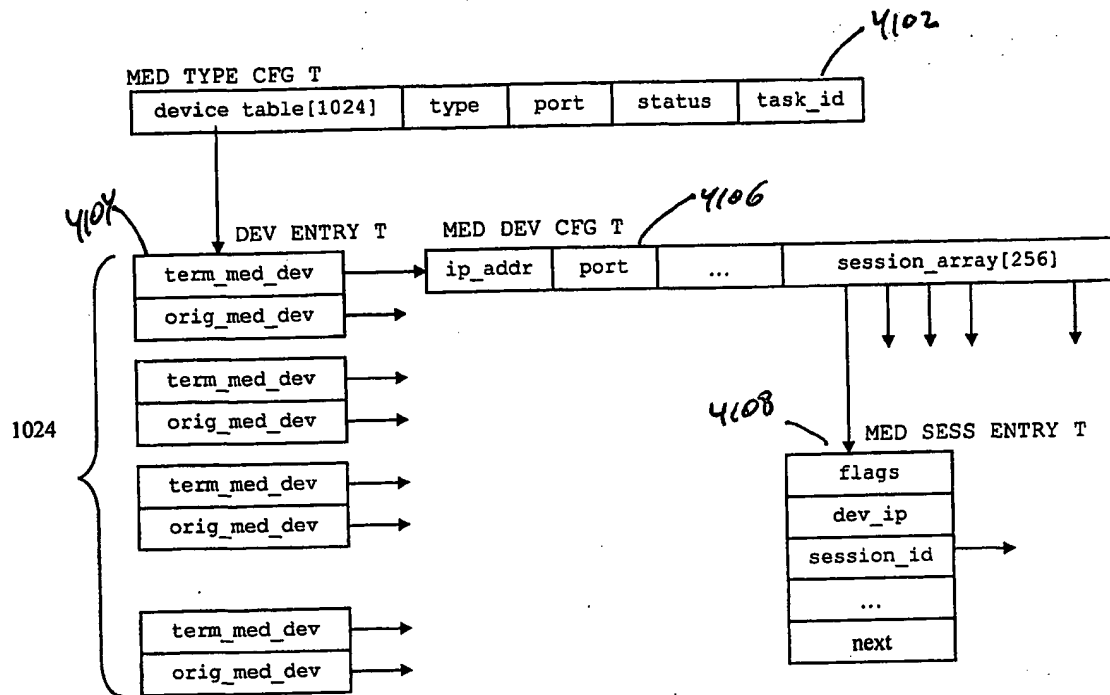 4102
MED TYPE CFG T
device table[1024] type port status task_id
4104
DEV ENTRY T
MED DEV CFG T
4106
term_med_dev
orig_med_dev
ip_addr port ... session_array[256]
term_med_dev
orig_med_dev
1024
term_med_dev
orig_med_dev
term_med_dev
orig_med_dev
4108
MED SESS ENTRY T
flags
dev_ip
session_id
...
next